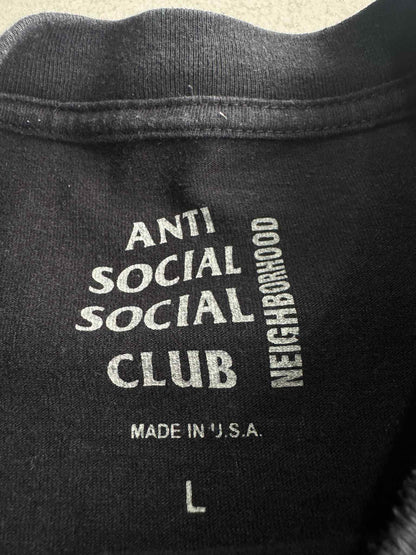 ANTI
SOCIAL
SOCIAL
CLUB
NEIGHBORHOOD
MADE IN U.S.A.
L